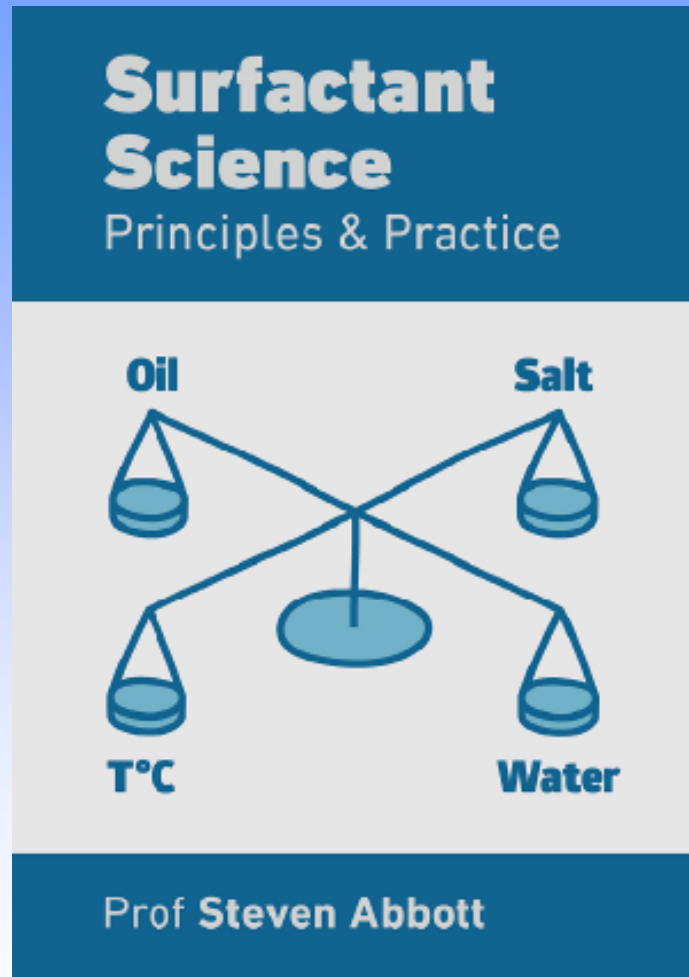 Surfactant
Science
Principles & Practice
Oil
Salt
T°C
Water
Prof Steven Abbott